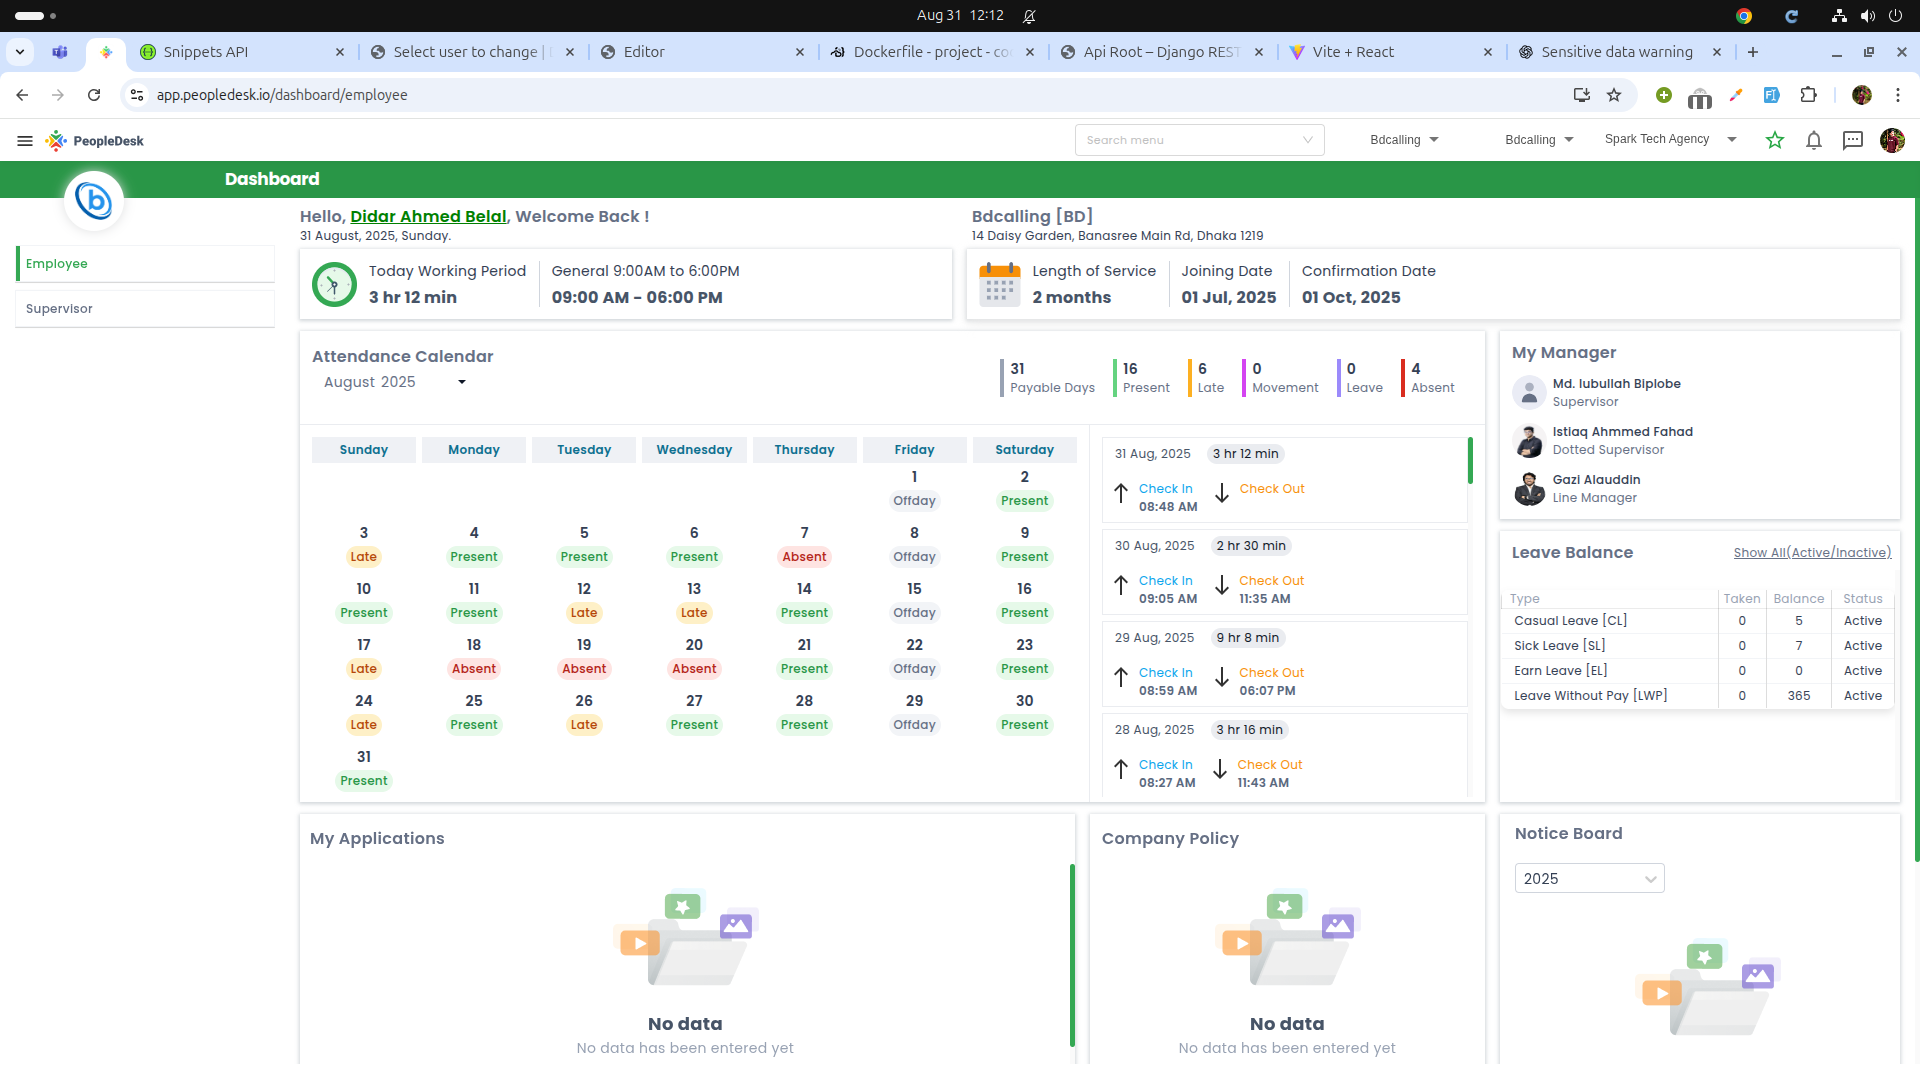 Aug 31 12:12
Snippets API
Select user to change |
Editor
Dockerfile - project - co
Api Root – Django REST
Vite + React
Sensitive data warning
app.peopledesk.io/dashboard/employee
PeopleDesk
Search menu
Bdcalling
Bdcalling
Spark Tech Agency
Dashboard
b
Employee
Supervisor
Hello, Didar Ahmed Belal, Welcome Back !
31 August, 2025, Sunday.
Bdcalling [BD]
14 Daisy Garden, Banasree Main Rd, Dhaka 1219
Today Working Period
3 hr 12 min
General 9:00AM to 6:00PM
09:00 AM - 06:00 PM
Length of Service
2 months
Joining Date
01 Jul, 2025
Confirmation Date
01 Oct, 2025
Attendance Calendar
August 2025
31 Payable Days
16 Present
6 Late
0 Movement
0 Leave
4 Absent
Sunday Monday Tuesday Wednesday Thursday Friday Saturday
1 2
Offday Present
3 4 5 6 7 8 9
Late Present Present Present Absent Offday Present
10 11 12 13 14 15 16
Present Present Late Late Present Offday Present
17 18 19 20 21 22 23
Late Absent Absent Absent Present Offday Present
24 25 26 27 28 29 30
Late Present Late Present Present Offday Present
31
Present
31 Aug, 2025 3 hr 12 min
Check In Check Out
08:48 AM
30 Aug, 2025 2 hr 30 min
Check In Check Out
09:05 AM 11:35 AM
29 Aug, 2025 9 hr 8 min
Check In Check Out
08:59 AM 06:07 PM
28 Aug, 2025 3 hr 16 min
Check In Check Out
08:27 AM 11:43 AM
My Manager
Md. Iubullah Biplobe
Supervisor
Istiaq Ahmmed Fahad
Dotted Supervisor
Gazi Alauddin
Line Manager
Leave Balance
Show All(Active/Inactive)
Type Taken Balance Status
Casual Leave [CL] 0 5 Active
Sick Leave [SL] 0 7 Active
Earn Leave [EL] 0 0 Active
Leave Without Pay [LWP] 0 365 Active
My Applications
No data
No data has been entered yet
Company Policy
No data
No data has been entered yet
Notice Board
2025